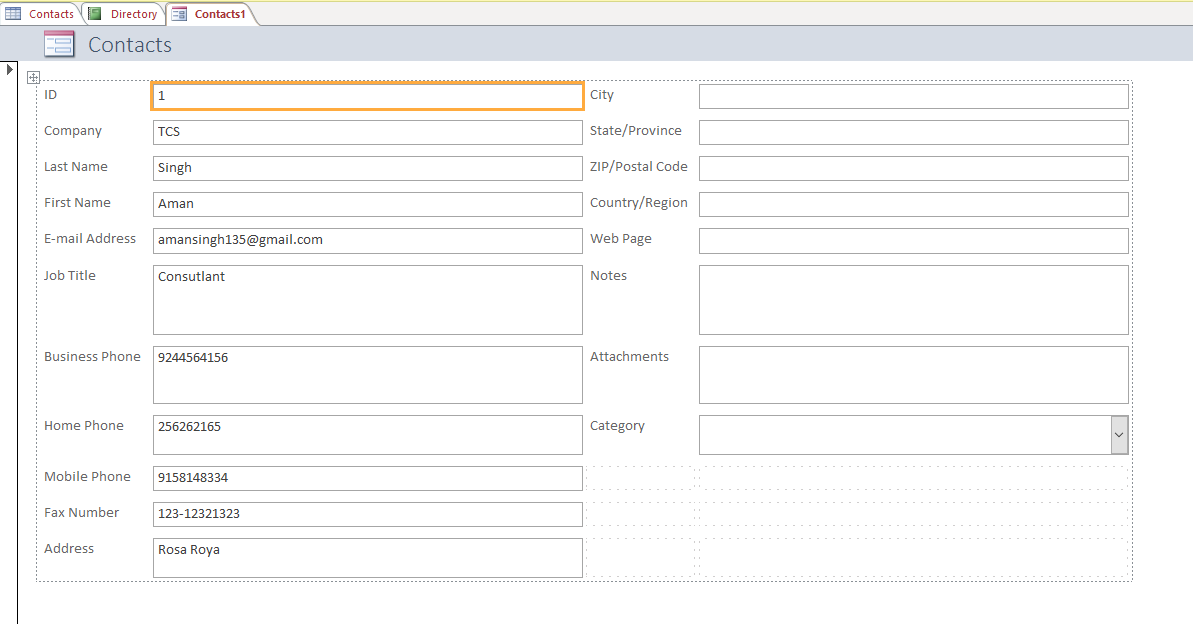 Contacts Directory Contacts1
Contacts
ID 1 City
Company TCS State/Province
Last Name Singh ZIP/Postal Code
First Name Aman Country/Region
E-mail Address amansingh135@gmail.com Web Page
Job Title Consutlant Notes
Business Phone 9244564156 Attachments
Home Phone 256262165 Category
Mobile Phone 9158148334
Fax Number 123-12321323
Address Rosa Roya